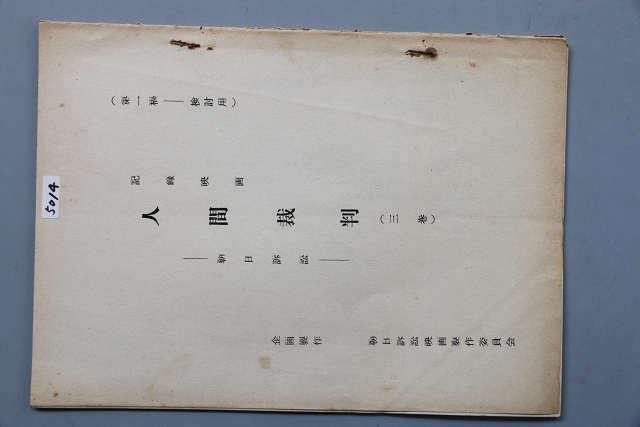 （第一稿――検討用）
記録映画
人間裁判（三巻）
――朝日訴訟――
企画製作
朝日訴訟映画製作委員会
5014